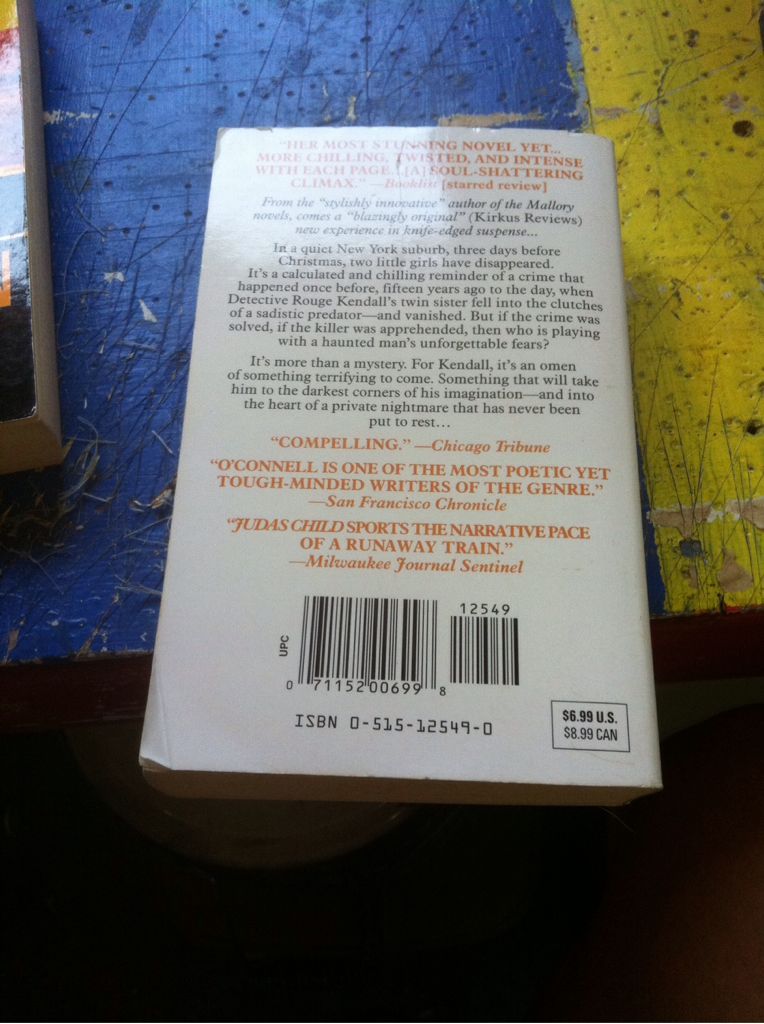 "HER MOST STUNNING NOVEL YET...
MORE CHILLING, TWISTED, AND INTENSE
WITH EACH PAGE...[A] SOUL-SHATTERING
CLIMAX." —Booklist [starred review]
From the "stylishly innovative" author of the Mallory
novels, comes a "blazingly original" (Kirkus Reviews)
new experience in knife-edged suspense...
In a quiet New York suburb, three days before
Christmas, two little girls have disappeared.
It's a calculated and chilling reminder of a crime that
happened once before, fifteen years ago to the day, when
Detective Rouge Kendall's twin sister fell into the clutches
of a sadistic predator—and vanished. But if the crime was
solved, if the killer was apprehended, then who is playing
with a haunted man's unforgettable fears?
It's more than a mystery. For Kendall, it's an omen
of something terrifying to come. Something that will take
him to the darkest corners of his imagination—and into
the heart of a private nightmare that has never been
put to rest...
"COMPELLING." —Chicago Tribune
"O'CONNELL IS ONE OF THE MOST POETIC YET
TOUGH-MINDED WRITERS OF THE GENRE."
—San Francisco Chronicle
"JUDAS CHILD SPORTS THE NARRATIVE PACE
OF A RUNAWAY TRAIN."
—Milwaukee Journal Sentinel
12549
UPC
0 7115200699 8
ISBN 0-515-12549-0
$6.99 U.S.
$8.99 CAN